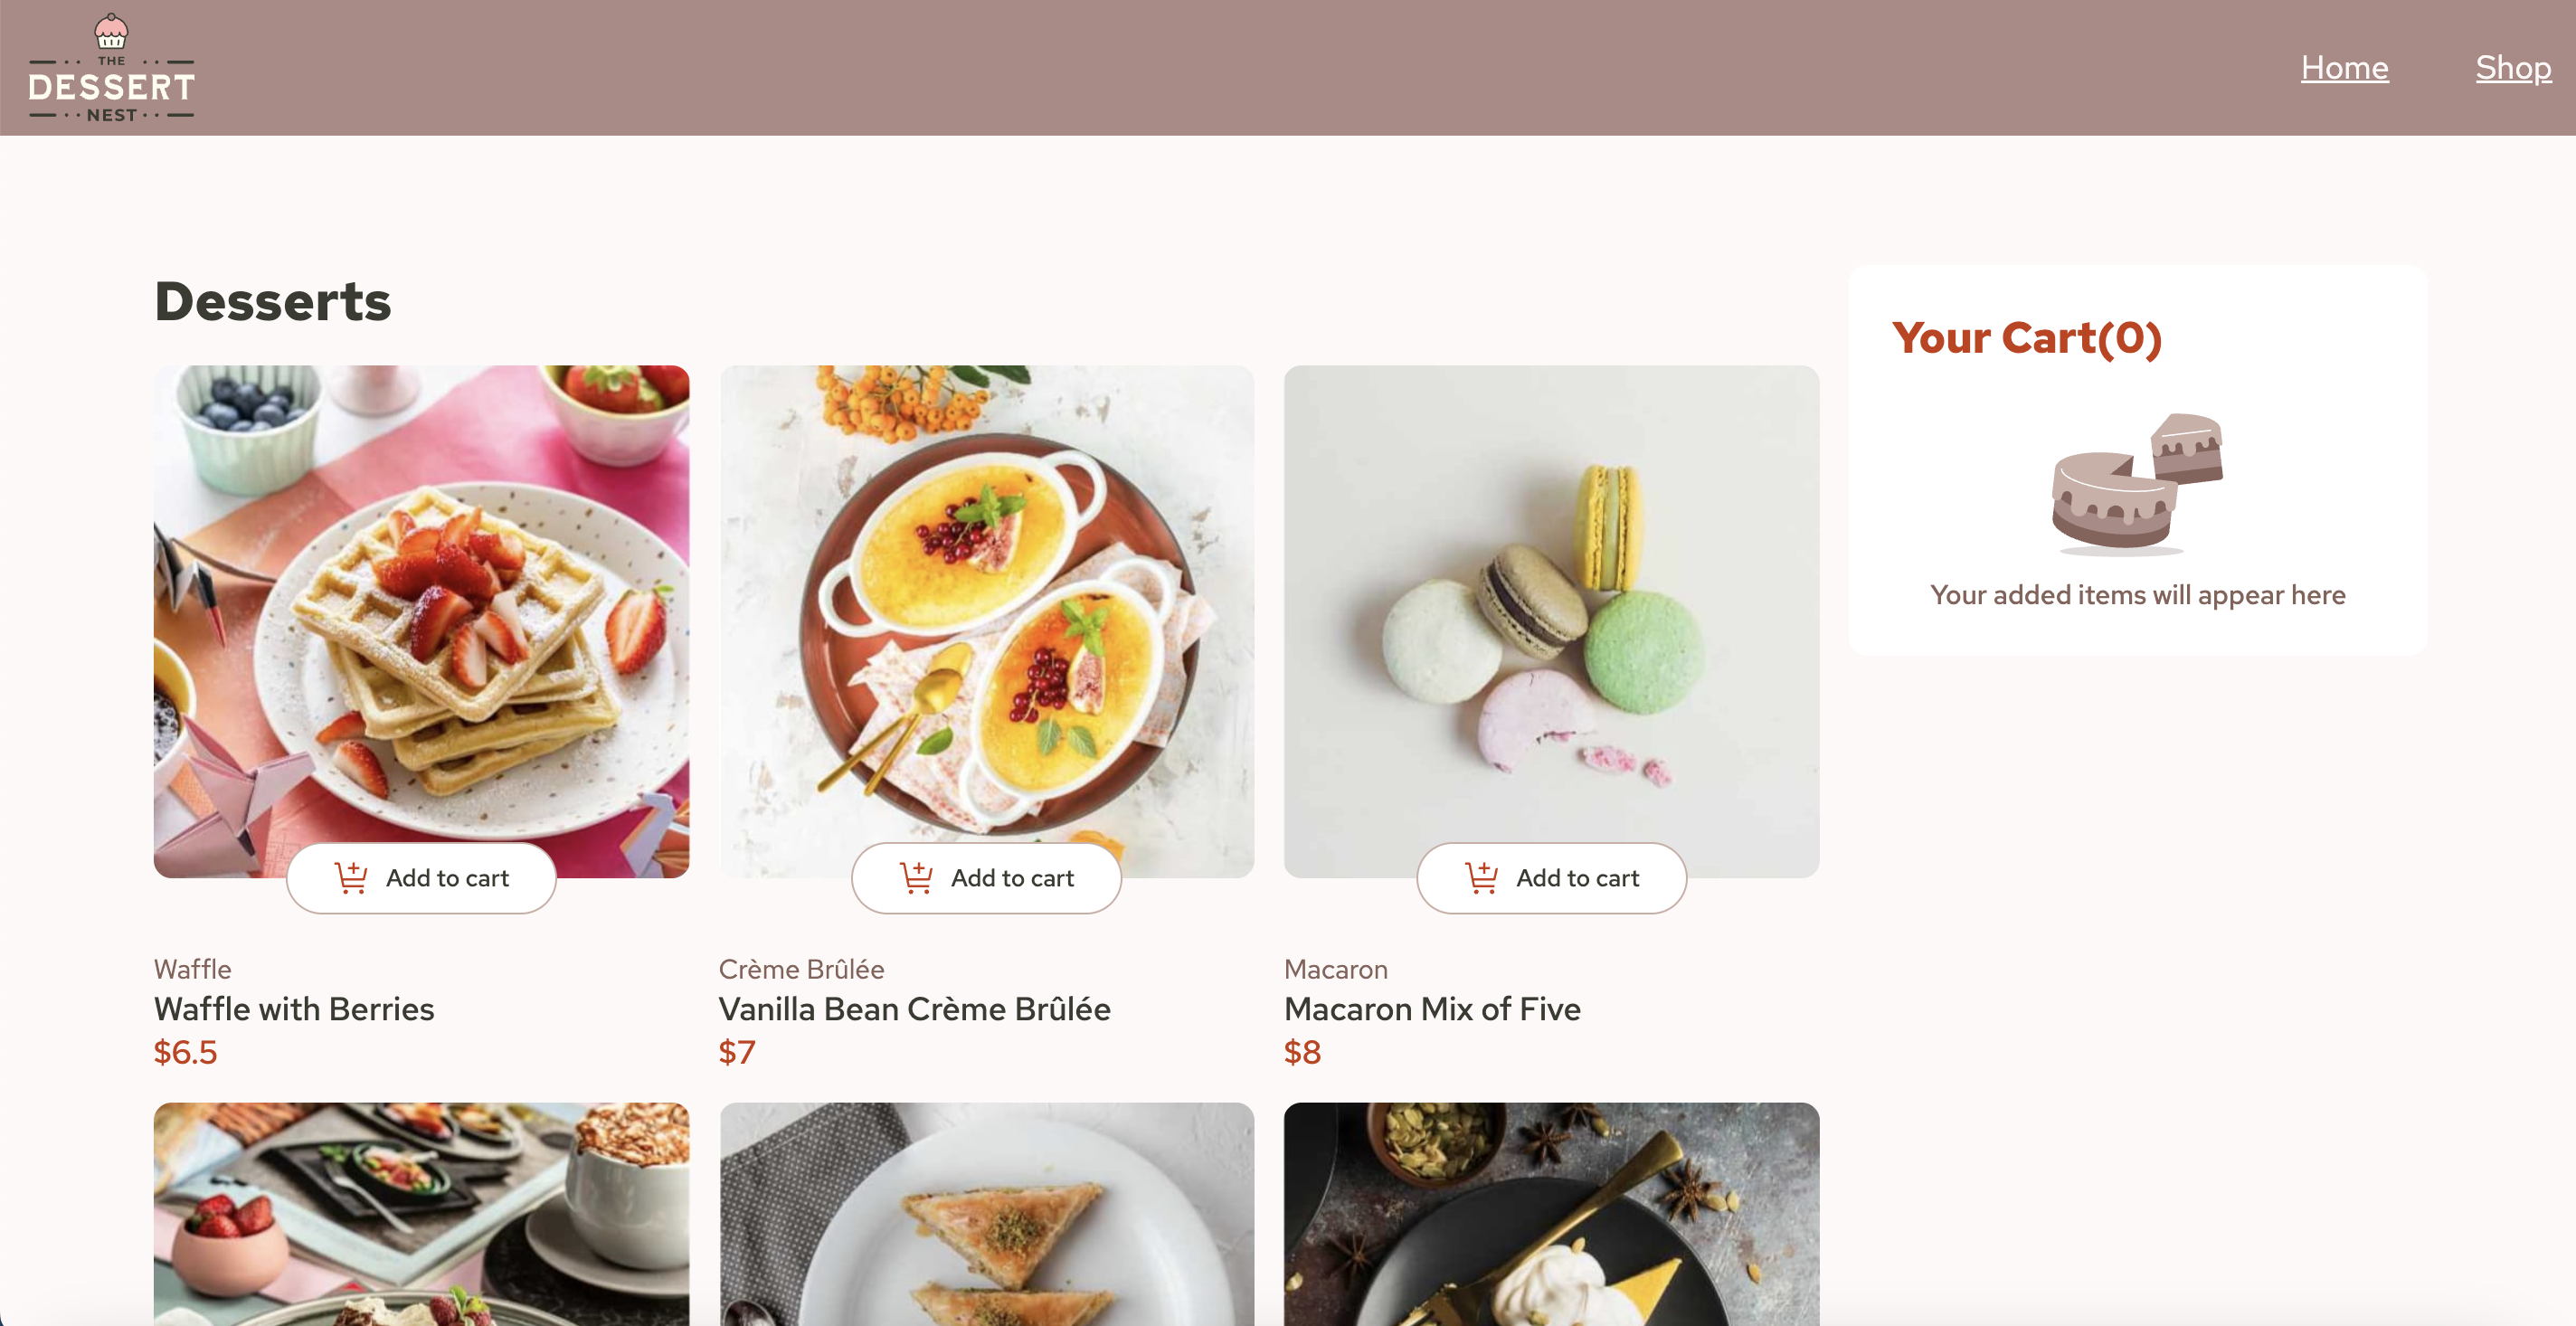 THE
DESSERT
NEST
Home
Shop
Desserts
Your Cart(0)
Your added items will appear here
Add to cart
Add to cart
Add to cart
Waffle
Waffle with Berries
$6.5
Crème Brûlée
Vanilla Bean Crème Brûlée
$7
Macaron
Macaron Mix of Five
$8